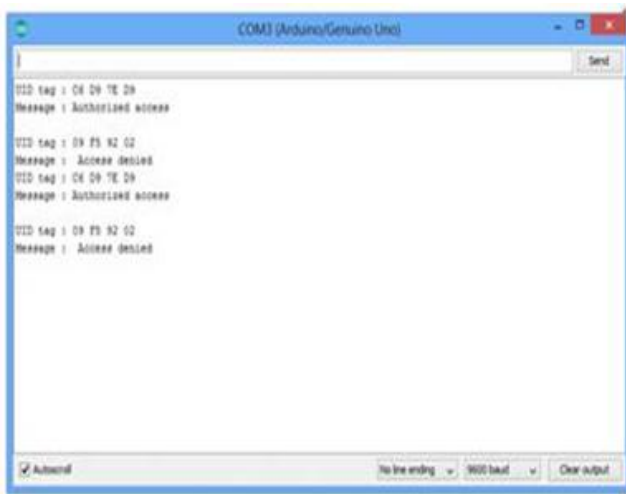 COM3 (Arduino/Genuino Uno)
Send
UID tag : C6 D9 7E D9
Message : Authorized access
UID tag : 09 F5 92 02
Message : Access denied
UID tag : C6 D9 7E D9
Message : Authorized access
UID tag : 09 F5 92 02
Message : Access denied
Autoscroll
No line ending
9600 baud
Clear output